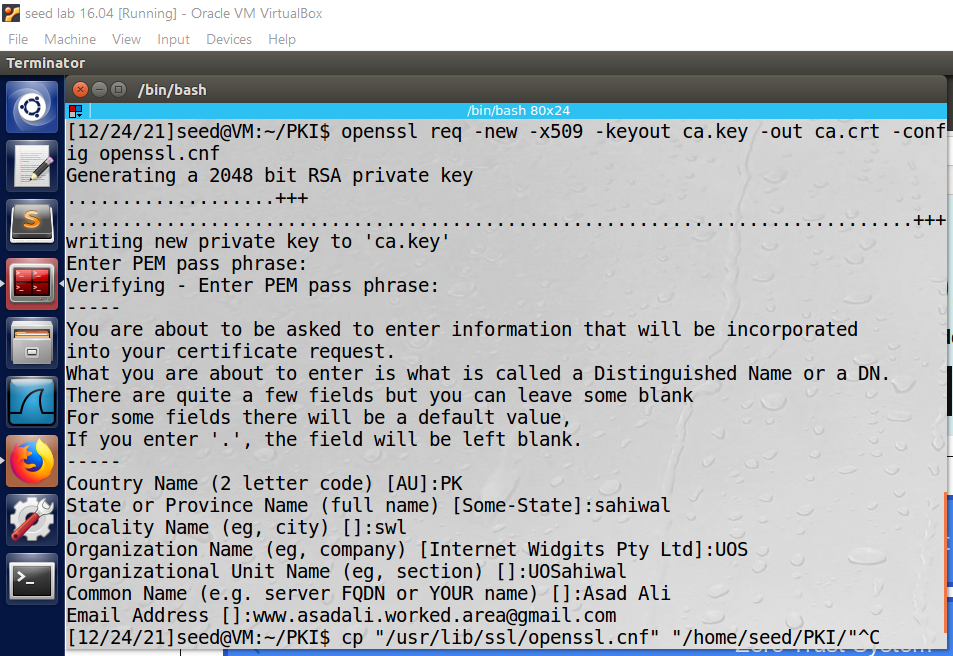 seed lab 16.04 [Running] - Oracle VM VirtualBox
File Machine View Input Devices Help
Terminator
/bin/bash
/bin/bash 80x24
[12/24/21]seed@VM:~/PKI$ openssl req -new -x509 -keyout ca.key -out ca.crt -conf
ig openssl.cnf
Generating a 2048 bit RSA private key
...................+++
..............................................................................+++
writing new private key to 'ca.key'
Enter PEM pass phrase:
Verifying - Enter PEM pass phrase:
-----
You are about to be asked to enter information that will be incorporated
into your certificate request.
What you are about to enter is what is called a Distinguished Name or a DN.
There are quite a few fields but you can leave some blank
For some fields there will be a default value,
If you enter '.', the field will be left blank.
-----
Country Name (2 letter code) [AU]:PK
State or Province Name (full name) [Some-State]:sahiwal
Locality Name (eg, city) []:swl
Organization Name (eg, company) [Internet Widgits Pty Ltd]:UOS
Organizational Unit Name (eg, section) []:UOSahiwal
Common Name (e.g. server FQDN or YOUR name) []:Asad Ali
Email Address []:www.asadali.worked.area@gmail.com
[12/24/21]seed@VM:~/PKI$ cp "/usr/lib/ssl/openssl.cnf" "/home/seed/PKI/"^C
Zero Trust System